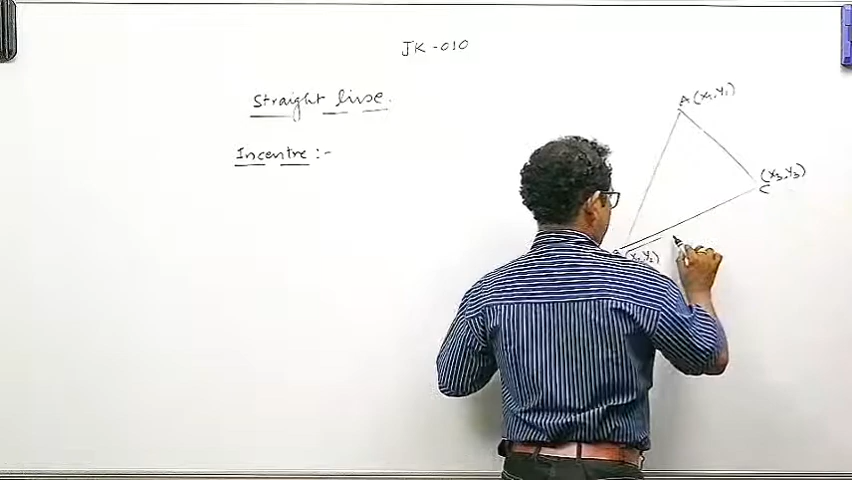 JK-010
Straight line.
Incentre :-
A (x₁, y₁)
(x₃, y₃)
C
(x₂, y₂)